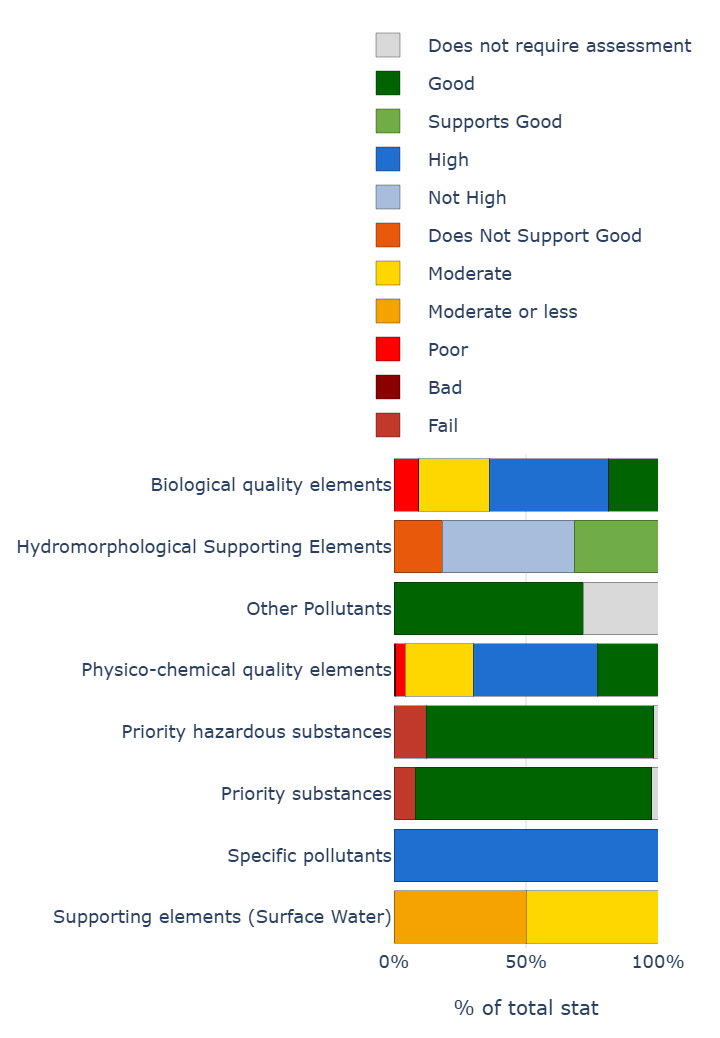 Does not require assessment
Good
Supports Good
High
Not High
Does Not Support Good
Moderate
Moderate or less
Poor
Bad
Fail
Biological quality elements
Hydromorphological Supporting Elements
Other Pollutants
Physico-chemical quality elements
Priority hazardous substances
Priority substances
Specific pollutants
Supporting elements (Surface Water)
0% 50% 100%
% of total stat